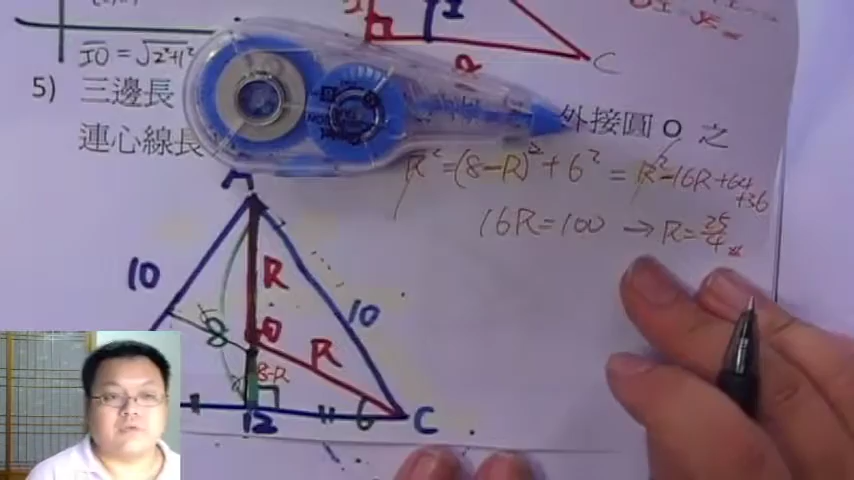 IO = √2²+1²
C
5) 三邊長
外接圓 O 之
連心線長
R² = (8-R)² + 6² = R² - 16R + 64
+36
16R = 100 → R = 25/4
A
10
R
10
8
O
R
8-R
12
6
C